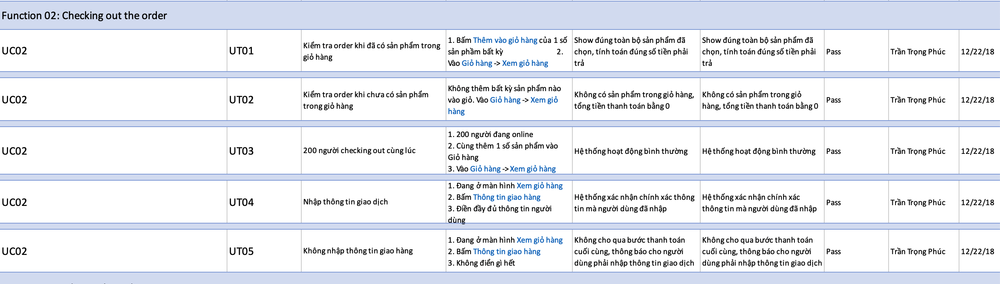 Function 02: Checking out the order
UC02
UT01
Kiểm tra order khi đã có sản phẩm trong
giỏ hàng
1. Bấm Thêm vào giỏ hàng của 1 số
sản phầm bất kỳ 2.
Vào Giỏ hàng -> Xem giỏ hàng
Show đúng toàn bộ sản phẩm đã
chọn, tính toán đúng số tiền phải
trả
Show đúng toàn bộ sản phẩm đã
chọn, tính toán đúng số tiền phải
trả
Pass
Trần Trọng Phúc
12/22/18
UC02
UT02
Kiểm tra order khi chưa có sản phẩm
trong giỏ hàng
Không thêm bất kỳ sản phẩm nào
vào giỏ. Vào Giỏ hàng -> Xem giỏ
hàng
Không có sản phẩm trong giỏ hàng,
tổng tiền thanh toán bằng 0
Không có sản phẩm trong giỏ
hàng, tổng tiền thanh toán bằng 0
Pass
Trần Trọng Phúc
12/22/18
UC02
UT03
200 người checking out cùng lúc
1. 200 người đang online
2. Cùng thêm 1 số sản phẩm vào
Giỏ hàng
3. Vào Giỏ hàng -> Xem giỏ hàng
Hệ thống hoạt động bình thường
Hệ thống hoạt động bình thường
Pass
Trần Trọng Phúc
12/22/18
UC02
UT04
Nhập thông tin giao dịch
1. Đang ở màn hình Xem giỏ hàng
2. Bấm Thông tin giao hàng
3. Điền đầy đủ thông tin người
dùng
Hệ thống xác nhận chính xác thông
tin mà người dùng đã nhập
Hệ thống xác nhận chính xác
thông tin mà người dùng đã nhập
Pass
Trần Trọng Phúc
12/22/18
UC02
UT05
Không nhập thông tin giao hàng
1. Đang ở màn hình Xem giỏ hàng
2. Bấm Thông tin giao hàng
3. Không điển gì hết
Không cho qua bước thanh toán
cuối cùng, thông báo cho người
dùng phải nhập thông tin giao dịch
Không cho qua bước thanh toán
cuối cùng, thông báo cho người
dùng phải nhập thông tin giao dịch
Pass
Trần Trọng Phúc
12/22/18